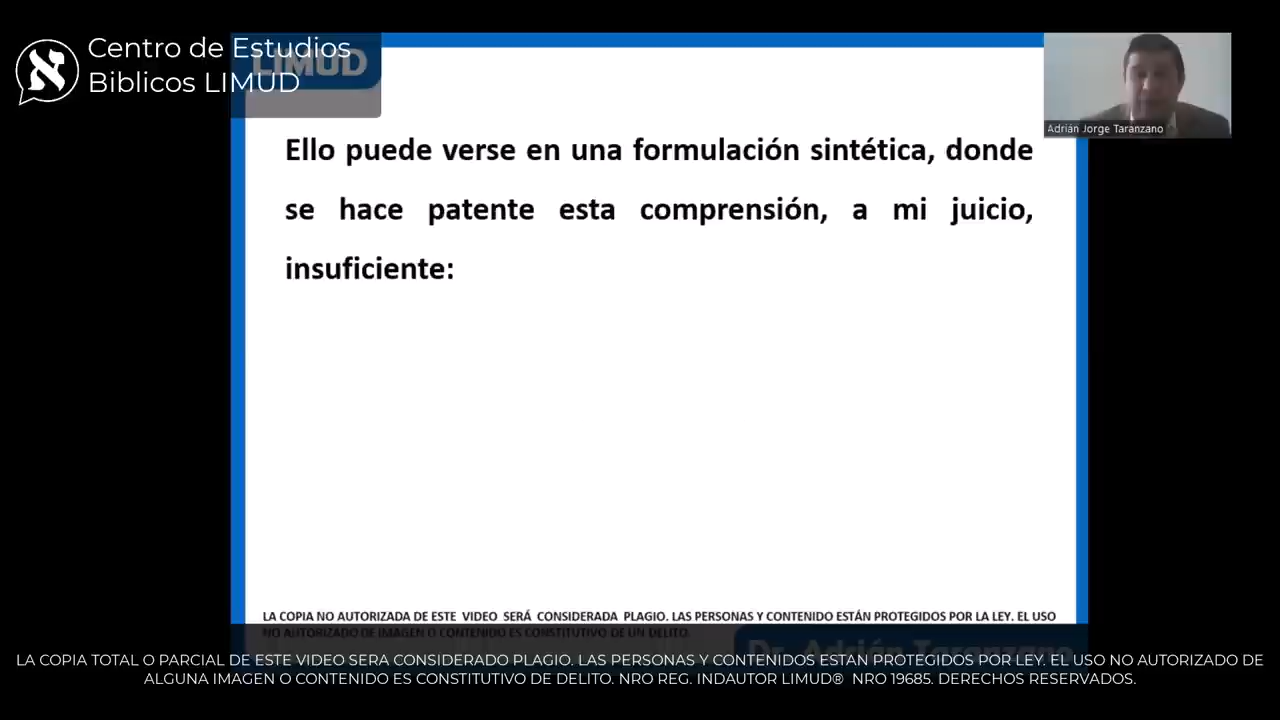 Centro de Estudios
Biblicos LIMUD
LIMUD
Adrián Jorge Taranzano
Ello puede verse en una formulación sintética, donde
se hace patente esta comprensión, a mi juicio,
insuficiente:
LA COPIA NO AUTORIZADA DE ESTE VIDEO SERÁ CONSIDERADA PLAGIO. LAS PERSONAS Y CONTENIDO ESTÁN PROTEGIDOS POR LA LEY. EL USO
NO AUTORIZADO DE IMAGEN O CONTENIDO ES CONSTITUTIVO DE UN DELITO.
Dr. Adrián Taranzano
LA COPIA TOTAL O PARCIAL DE ESTE VIDEO SERA CONSIDERADO PLAGIO. LAS PERSONAS Y CONTENIDOS ESTAN PROTEGIDOS POR LEY. EL USO NO AUTORIZADO DE
ALGUNA IMAGEN O CONTENIDO ES CONSTITUTIVO DE DELITO. NRO REG. INDAUTOR LIMUD® NRO 19685. DERECHOS RESERVADOS.